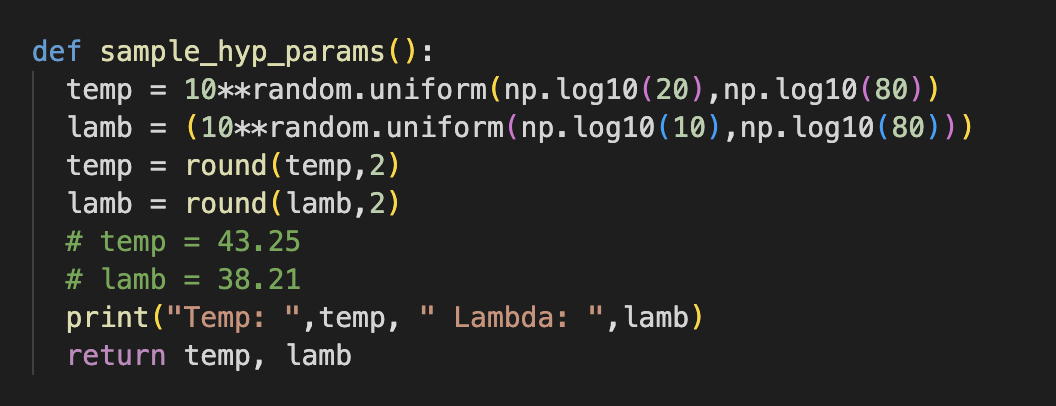 def sample_hyp_params():
  temp = 10**random.uniform(np.log10(20),np.log10(80))
  lamb = (10**random.uniform(np.log10(10),np.log10(80)))
  temp = round(temp,2)
  lamb = round(lamb,2)
  # temp = 43.25
  # lamb = 38.21
  print("Temp: ",temp, " Lambda: ",lamb)
  return temp, lamb